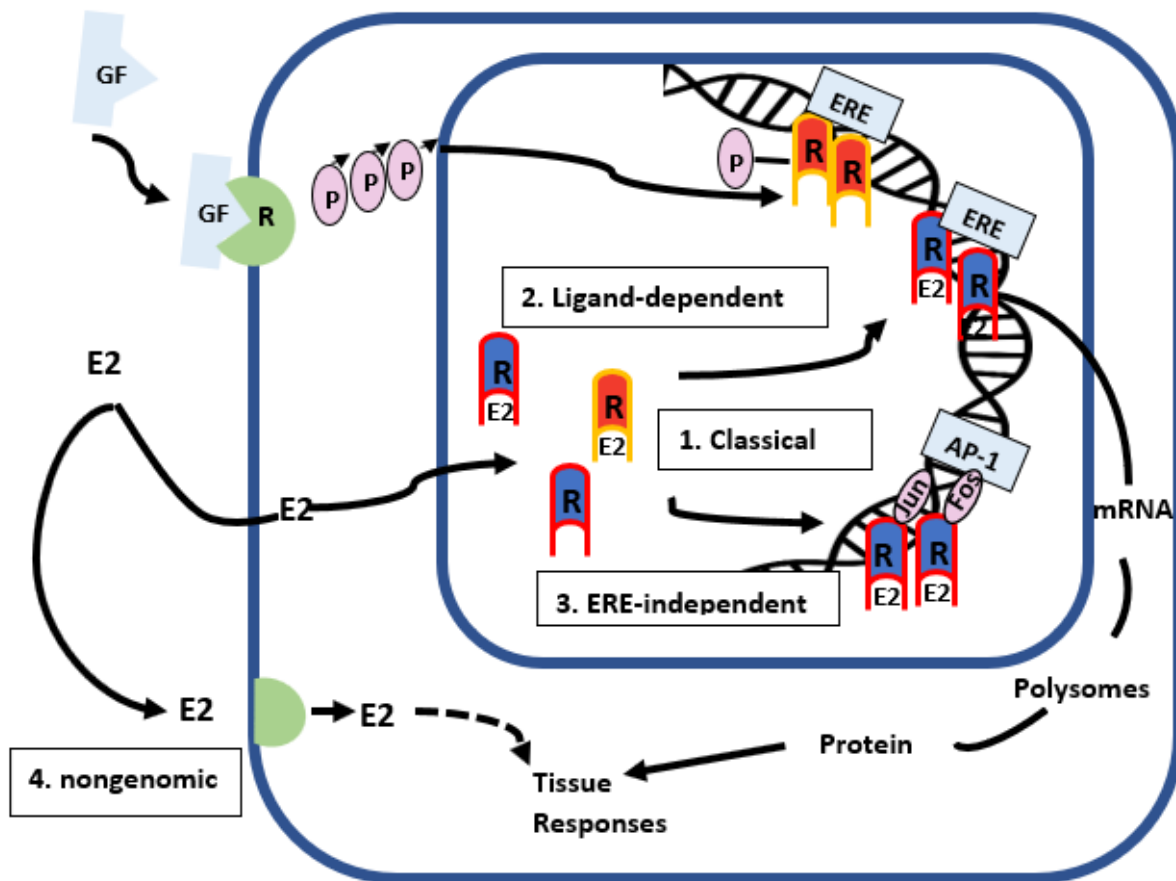 GF
GF R
P P P
P
R
R
ERE
ERE
R
E2
R
E2
2. Ligand-dependent
R
E2
R
E2
R
1. Classical
E2
E2
AP-1
Jun
Fos
R
E2
R
E2
3. ERE-independent
mRNA
Polysomes
Protein
E2
E2
4. nongenomic
Tissue
Responses